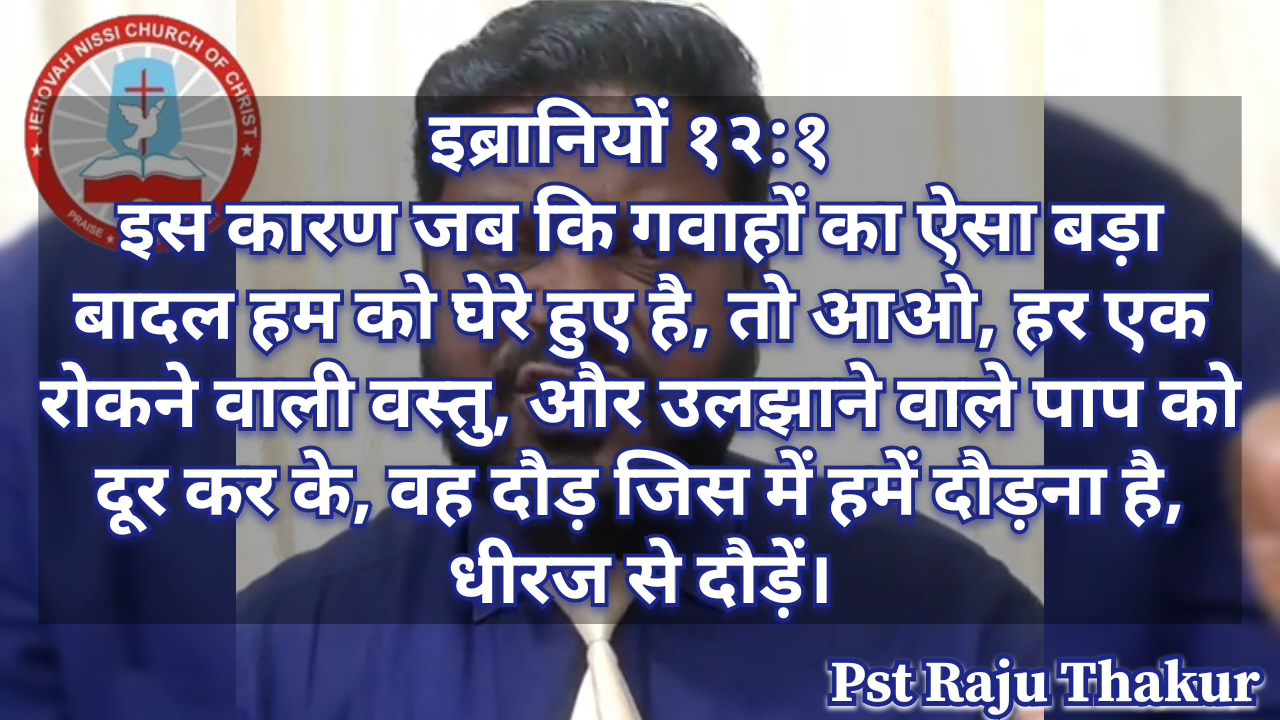 JEHOVAH NISSI CHURCH OF CHRIST
PRAISE
इब्रानियों १२:१
इस कारण जब कि गवाहों का ऐसा बड़ा
बादल हम को घेरे हुए है, तो आओ, हर एक
रोकने वाली वस्तु, और उलझाने वाले पाप को
दूर कर के, वह दौड़ जिस में हमें दौड़ना है,
धीरज से दौड़ें।
Pst Raju Thakur